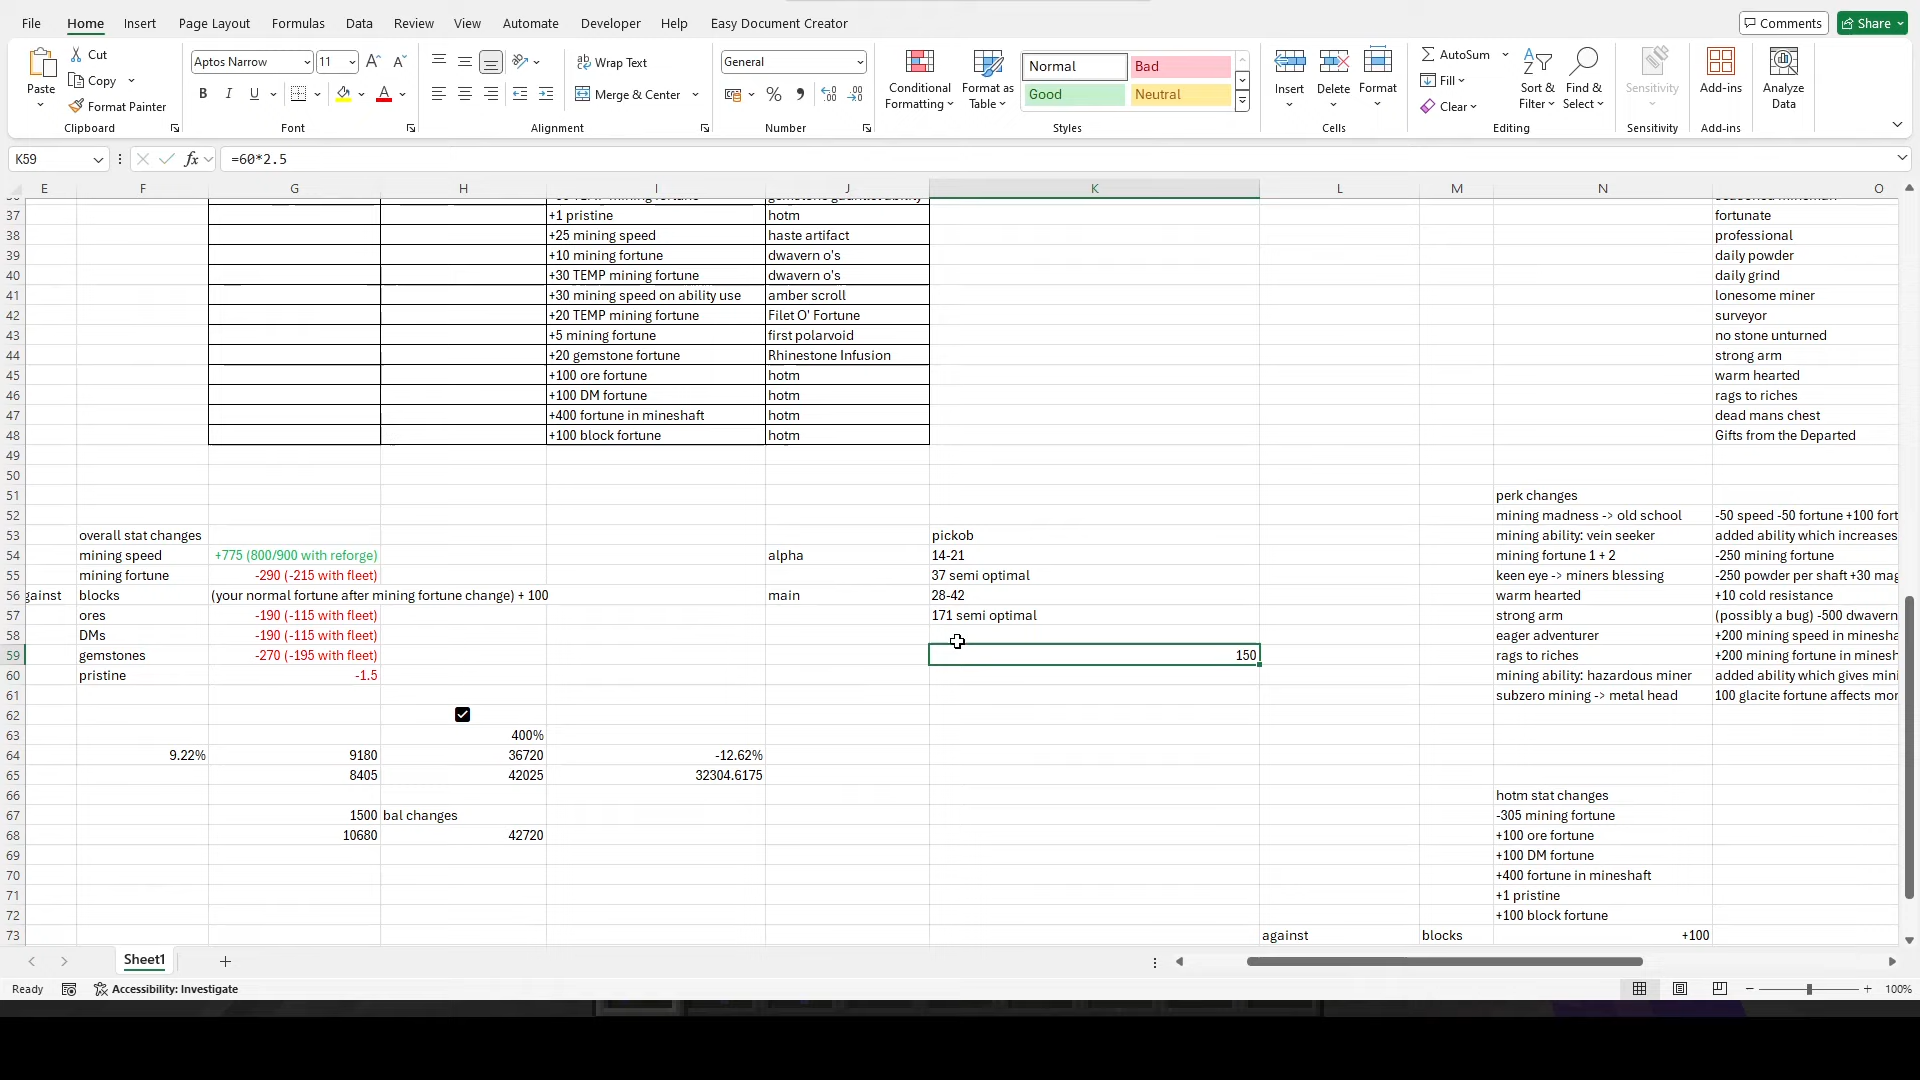 File Home Insert Page Layout Formulas Data Review View Automate Developer Help Easy Document Creator Comments Share
Paste Cut Copy Format Painter Clipboard
Aptos Narrow 11 A A B I U A Font
Wrap Text Merge & Center Alignment
General % , Number
Conditional Formatting Format as Table Normal Bad Good Neutral Styles
Insert Delete Format Cells
AutoSum Fill Clear Sort & Filter Find & Select Editing
Sensitivity Sensitivity
Add-ins Add-ins
Analyze Data
K59 fx =60*2.5
E F G H I J K L M N O
37 +1 pristine hotm fortunate
38 +25 mining speed haste artifact professional
39 +10 mining fortune dwavern o's daily powder
40 +30 TEMP mining fortune dwavern o's daily grind
41 +30 mining speed on ability use amber scroll lonesome miner
42 +20 TEMP mining fortune Filet O' Fortune surveyor
43 +5 mining fortune first polarvoid no stone unturned
44 +20 gemstone fortune Rhinestone Infusion strong arm
45 +100 ore fortune hotm warm hearted
46 +100 DM fortune hotm rags to riches
47 +400 fortune in mineshaft hotm dead mans chest
48 +100 block fortune hotm Gifts from the Departed
49
50
51 perk changes
52 mining madness -> old school -50 speed -50 fortune +100 fort
53 overall stat changes pickob mining ability: vein seeker added ability which increases
54 mining speed +775 (800/900 with reforge) alpha 14-21 mining fortune 1 + 2 -250 mining fortune
55 mining fortune -290 (-215 with fleet) 37 semi optimal keen eye -> miners blessing -250 powder per shaft +30 mag
56 gainst blocks (your normal fortune after mining fortune change) + 100 main 28-42 warm hearted +10 cold resistance
57 ores -190 (-115 with fleet) 171 semi optimal strong arm (possibly a bug) -500 dwavern
58 DMs -190 (-115 with fleet) eager adventurer +200 mining speed in minesha
59 gemstones -270 (-195 with fleet) 150 rags to riches +200 mining fortune in minesh
60 pristine -1.5 mining ability: hazardous miner added ability which gives mini
61 subzero mining -> metal head 100 glacite fortune affects mor
62
63 400%
64 9.22% 9180 36720 -12.62%
65 8405 42025 32304.6175
66 hotm stat changes
67 1500 bal changes -305 mining fortune
68 10680 42720 +100 ore fortune
69 +100 DM fortune
70 +400 fortune in mineshaft
71 +1 pristine
72 +100 block fortune
73 against blocks +100
Sheet1
Ready Accessibility: Investigate 100%